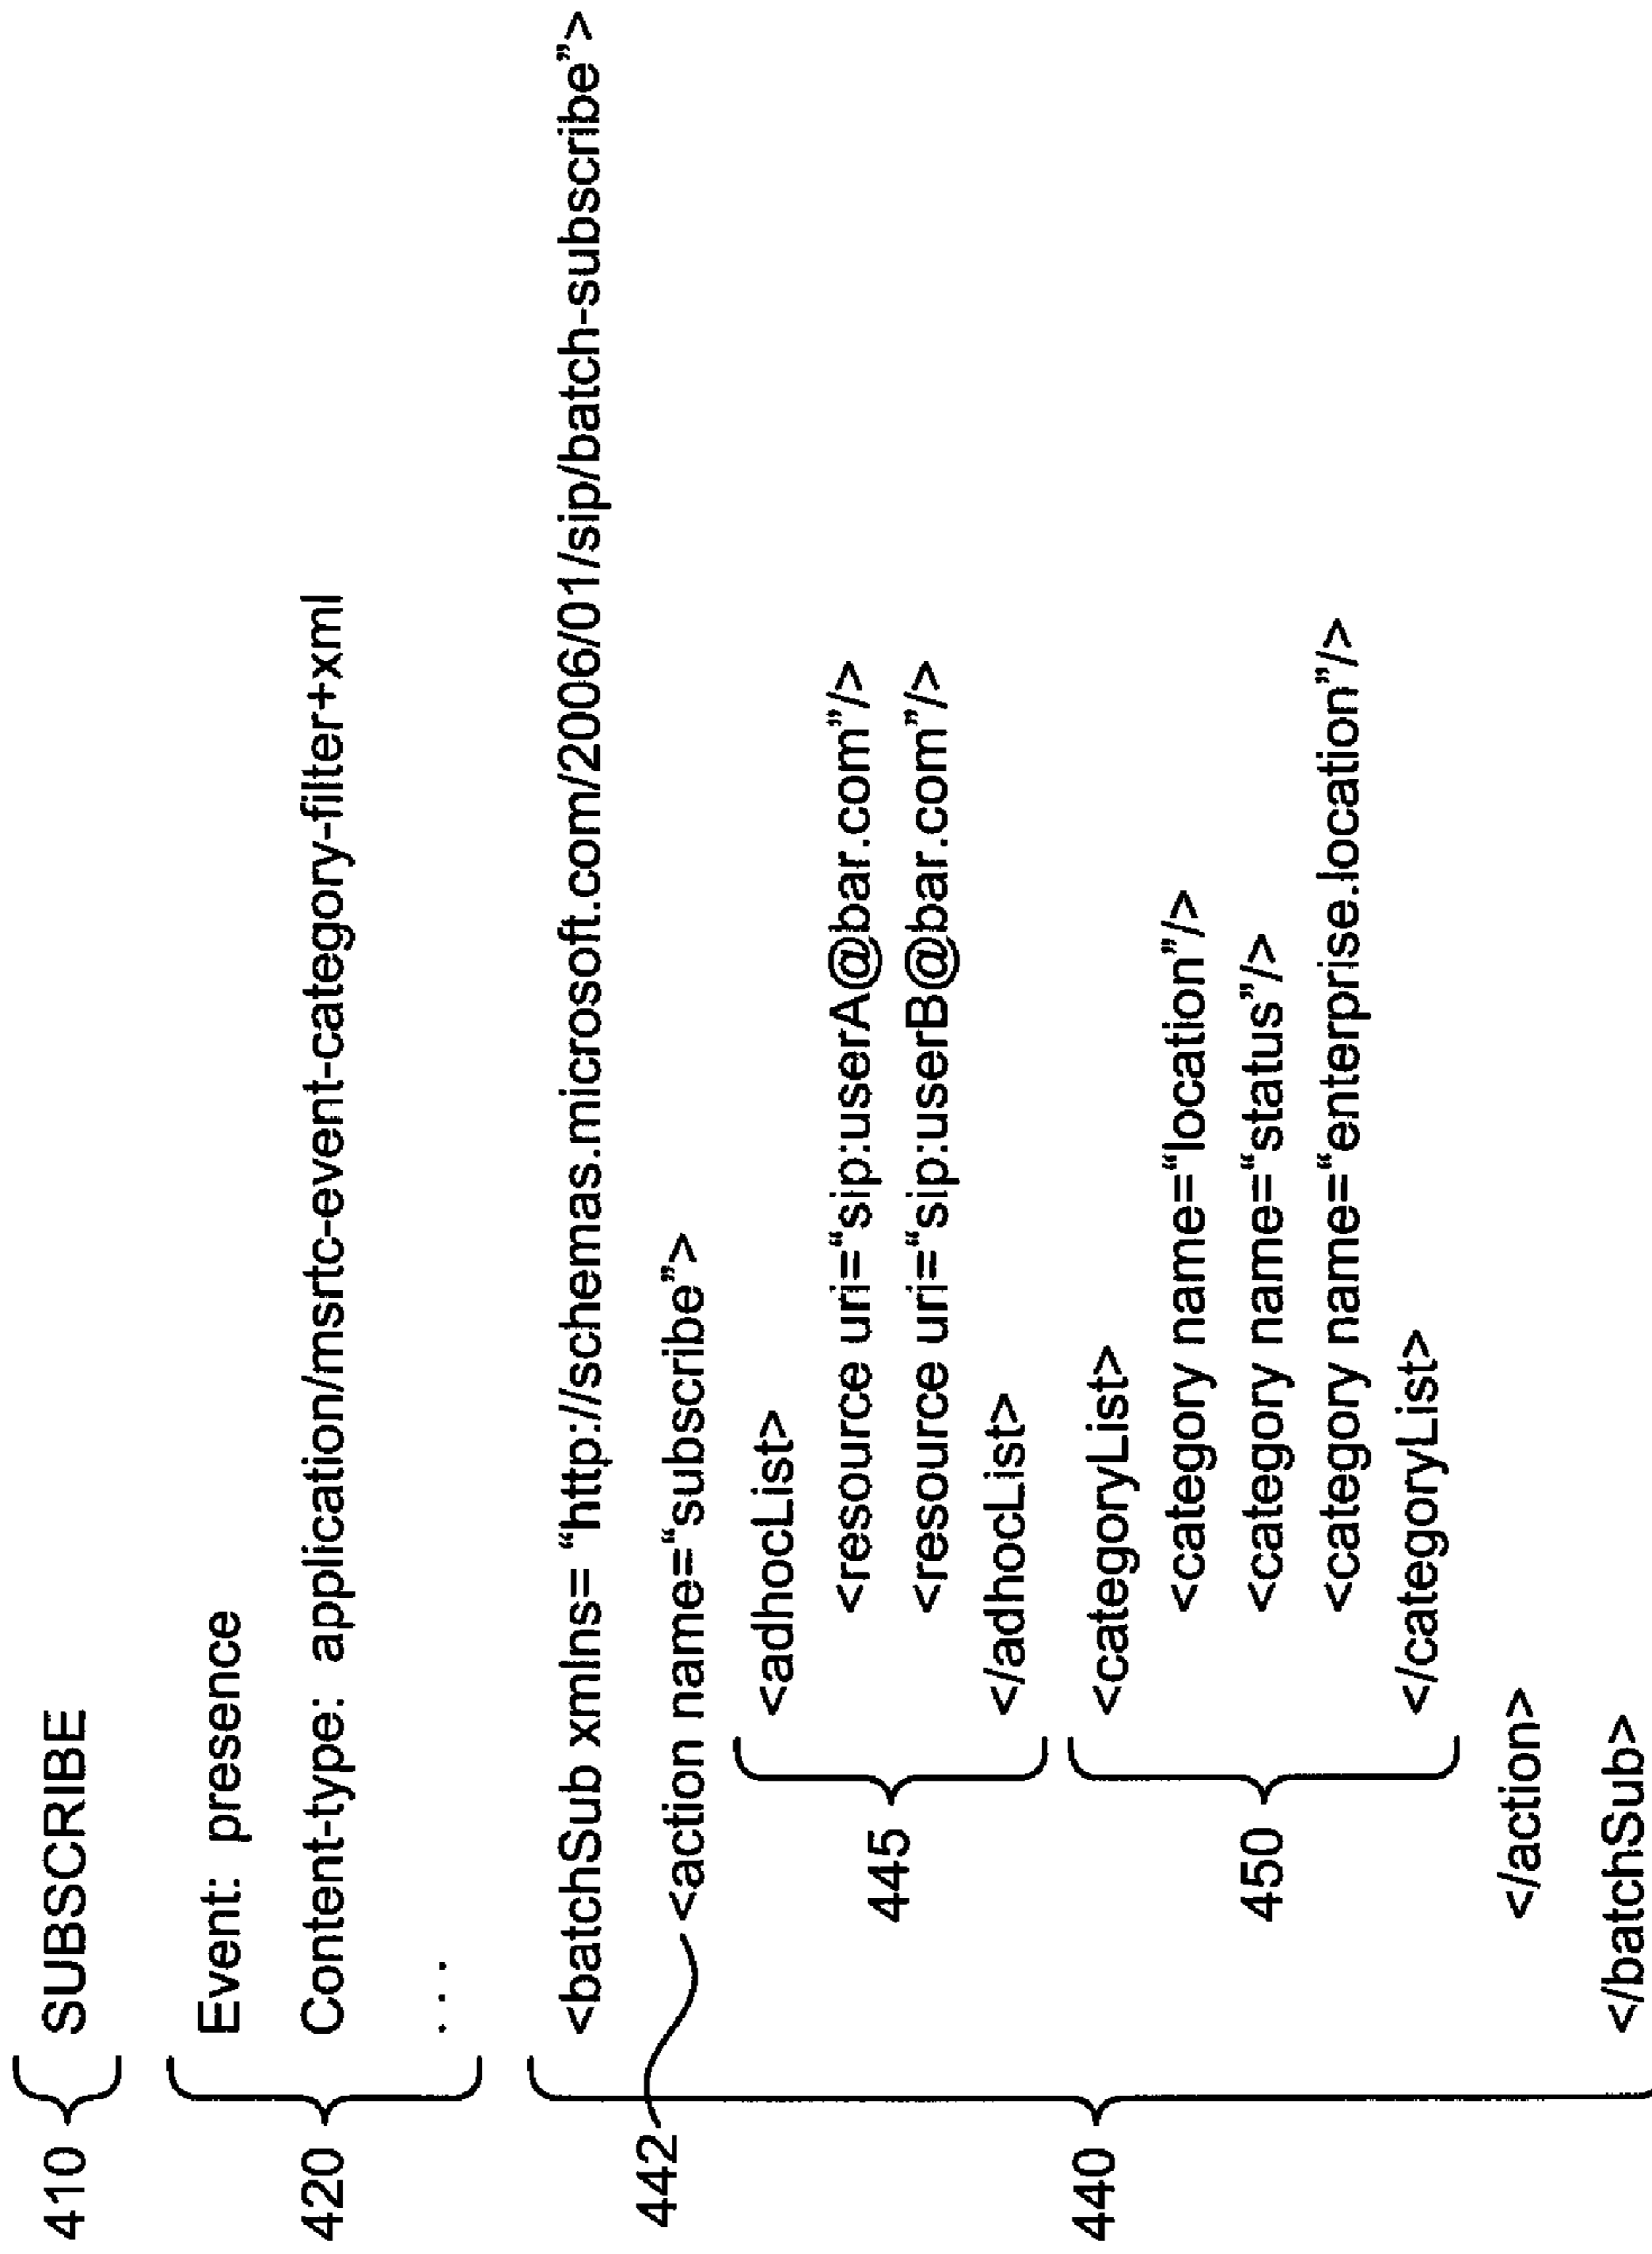 410 SUBSCRIBE
420 Event: presence
Content-type: application/msrtc-event-category-filter+xml
. . .
440 <batchSub xmlns= “http://schemas.microsoft.com/2006/01/sip/batch-subscribe”>
442 <action name=“subscribe”>
445 <adhocList>
<resource uri=“sip:userA@bar.com”/>
<resource uri=“sip:userB@bar.com”/>
</adhocList>
450 <categoryList>
<category name=“location”/>
<category name=“status”/>
<category name=“enterprise.location”/>
</categoryList>
</action>
</batchSub>